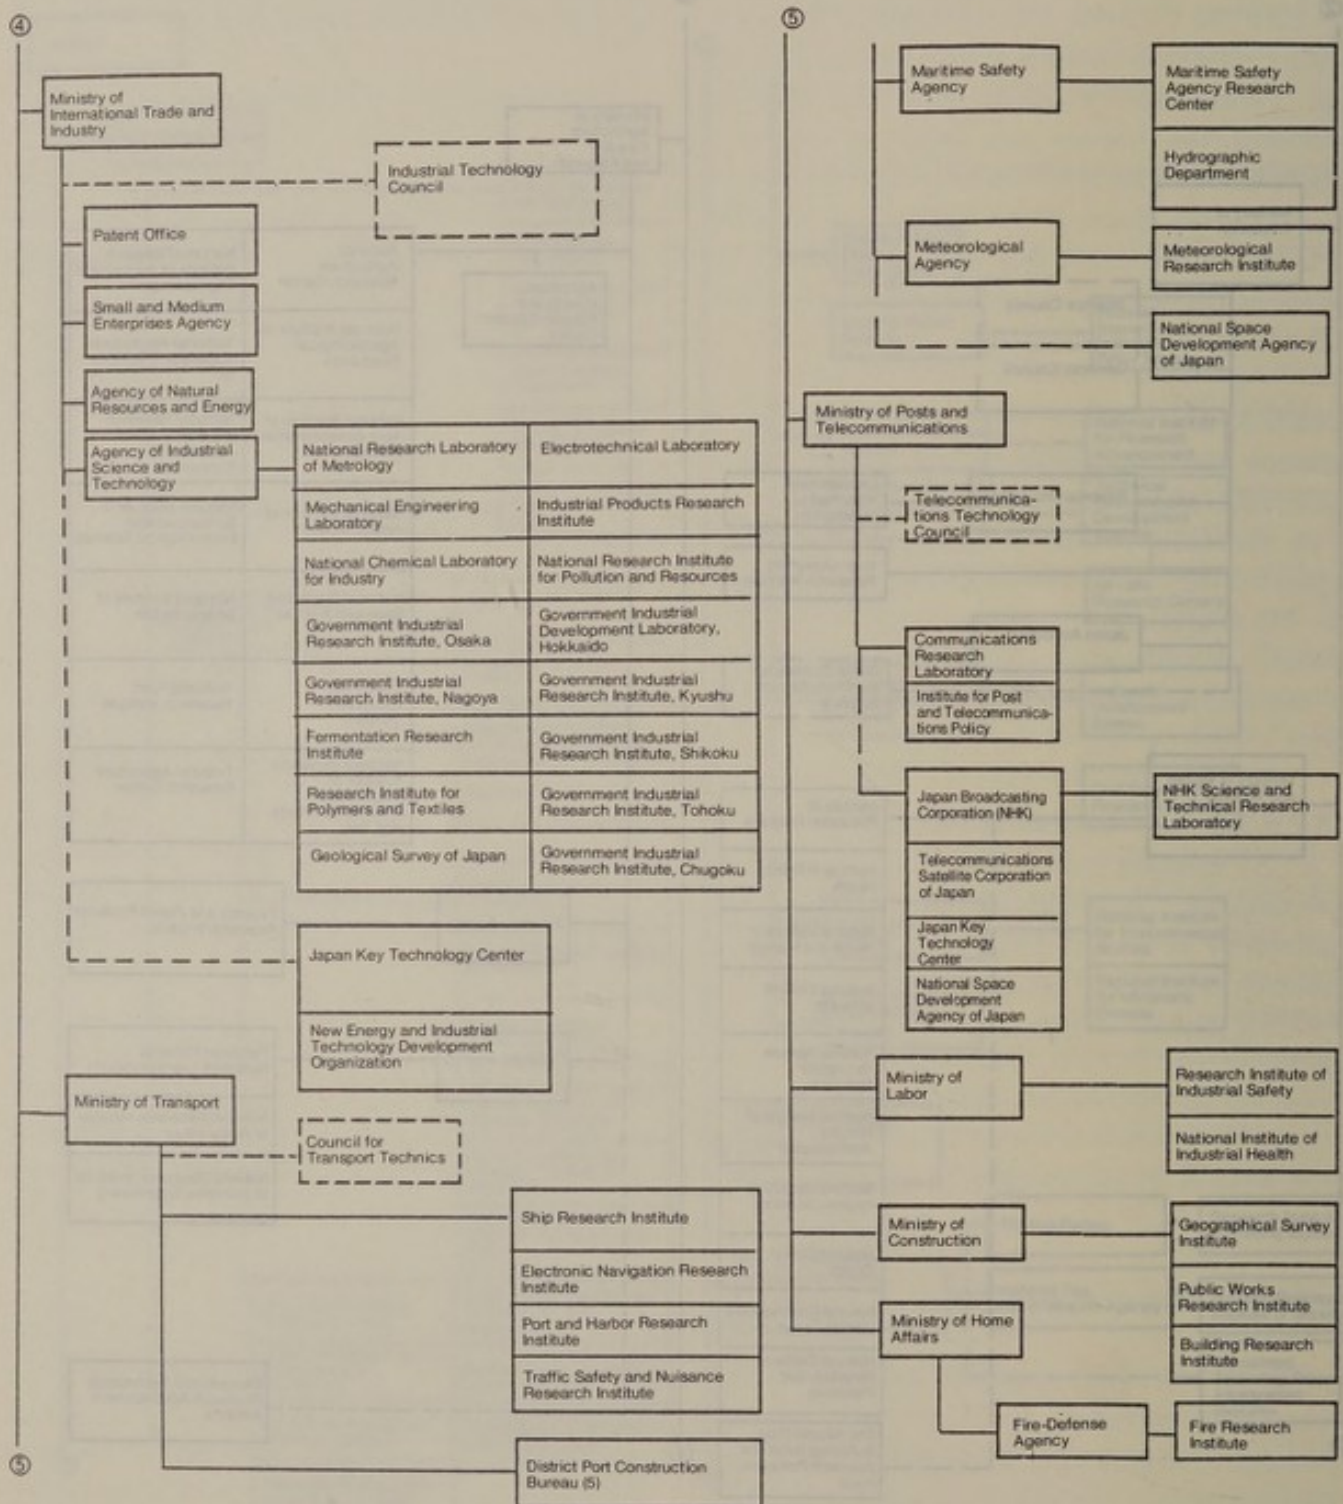 ④
Ministry of
International Trade and
Industry
Industrial Technology
Council
Patent Office
Small and Medium
Enterprises Agency
Agency of Natural
Resources and Energy
Agency of Industrial
Science and
Technology
National Research Laboratory
of Metrology
Electrotechnical Laboratory
Mechanical Engineering
Laboratory
Industrial Products Research
Institute
National Chemical Laboratory
for Industry
National Research Institute
for Pollution and Resources
Government Industrial
Research Institute, Osaka
Government Industrial
Development Laboratory,
Hokkaido
Government Industrial
Research Institute, Nagoya
Government Industrial
Research Institute, Kyushu
Fermentation Research
Institute
Government Industrial
Research Institute, Shikoku
Research Institute for
Polymers and Textiles
Government Industrial
Research Institute, Tohoku
Geological Survey of Japan
Government Industrial
Research Institute, Chugoku
Japan Key Technology Center
New Energy and Industrial
Technology Development
Organization
Ministry of Transport
Council for
Transport Technics
Ship Research Institute
Electronic Navigation Research
Institute
Port and Harbor Research
Institute
Traffic Safety and Nuisance
Research Institute
District Port Construction
Bureau (5)
⑤
⑤
Maritime Safety
Agency
Maritime Safety
Agency Research
Center
Hydrographic
Department
Meteorological
Agency
Meteorological
Research Institute
National Space
Development Agency
of Japan
Ministry of Posts and
Telecommunications
Telecommunica-
tions Technology
Council
Communications
Research
Laboratory
Institute for Post
and Telecommunica-
tions Policy
Japan Broadcasting
Corporation (NHK)
NHK Science and
Technical Research
Laboratory
Telecommunications
Satellite Corporation
of Japan
Japan Key
Technology
Center
National Space
Development
Agency of Japan
Ministry of
Labor
Research Institute of
Industrial Safety
National Institute of
Industrial Health
Ministry of
Construction
Geographical Survey
Institute
Public Works
Research Institute
Building Research
Institute
Ministry of Home
Affairs
Fire-Defense
Agency
Fire Research
Institute